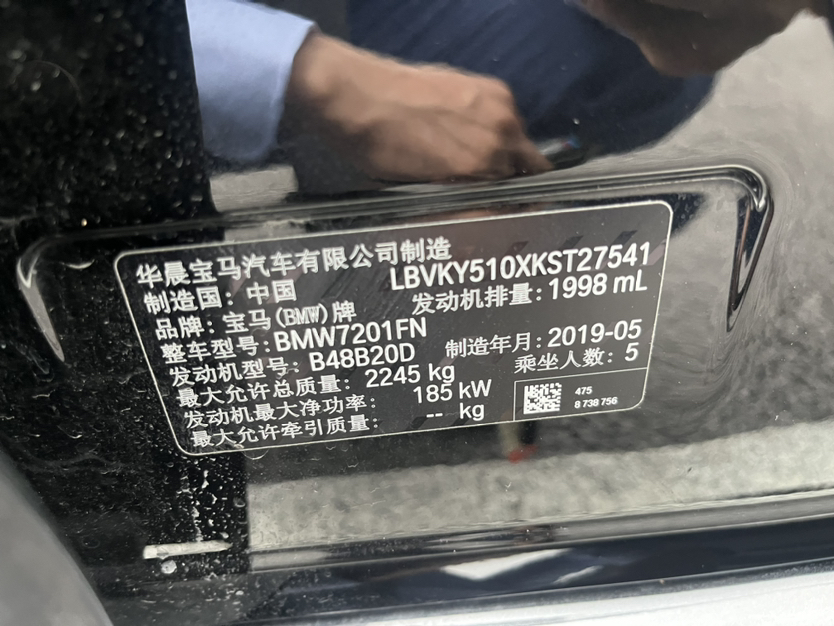 华晨宝马汽车有限公司制造
制造国：中国 LBVKY510XKST27541
品牌：宝马(BMW)牌 发动机排量：1998 mL
整车型号：BMW7201FN
发动机型号：B48B20D 制造年月：2019-05
最大允许总质量：2245 kg 乘坐人数：5
发动机最大净功率：185 kW
最大允许牵引质量：-- kg
475
8 738 756